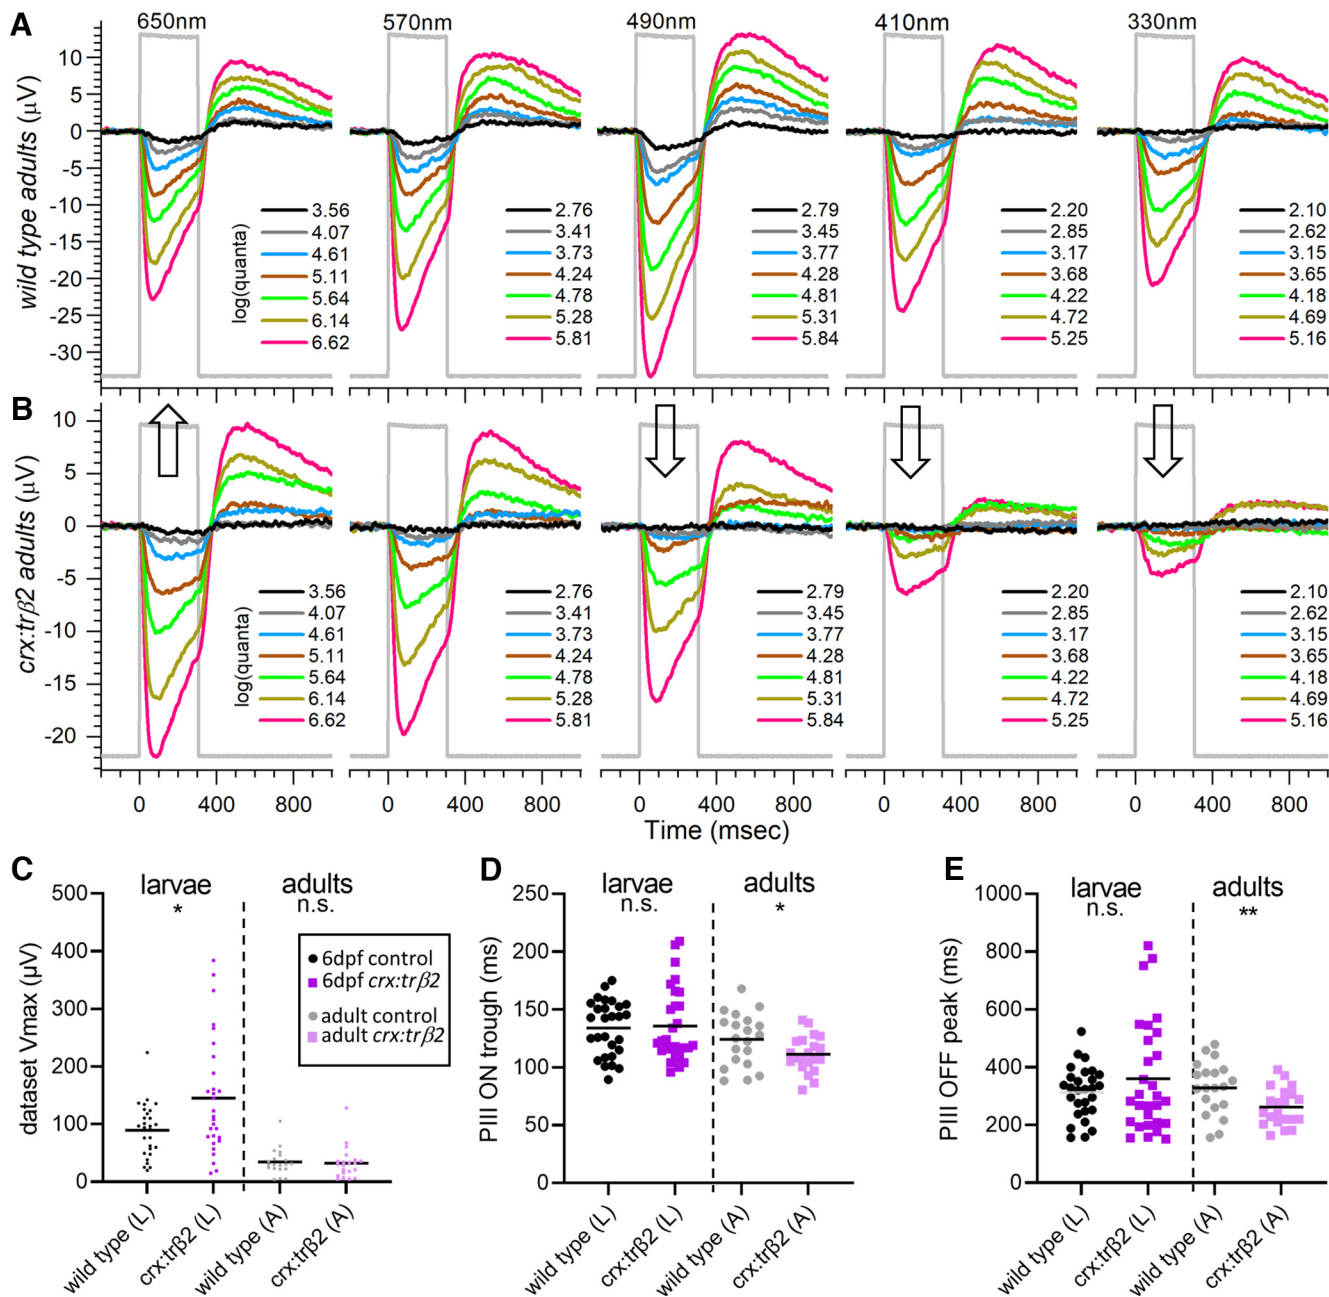 A
650nm 570nm 490nm 410nm 330nm
wild type adults (μV)
10
5
0
-5
-10
-15
-20
-25
-30
log(quanta)
3.56 2.76 2.79 2.20 2.10
4.07 3.41 3.45 2.85 2.62
4.61 3.73 3.77 3.17 3.15
5.11 4.24 4.28 3.68 3.65
5.64 4.78 4.81 4.22 4.18
6.14 5.28 5.31 4.72 4.69
6.62 5.81 5.84 5.25 5.16
B
crx:trβ2 adults (μV)
10
5
0
-5
-10
-15
-20
log(quanta)
3.56 2.76 2.79 2.20 2.10
4.07 3.41 3.45 2.85 2.62
4.61 3.73 3.77 3.17 3.15
5.11 4.24 4.28 3.68 3.65
5.64 4.78 4.81 4.22 4.18
6.14 5.28 5.31 4.72 4.69
6.62 5.81 5.84 5.25 5.16
0 400 800 0 400 800 0 400 800 0 400 800 0 400 800
Time (msec)
C
dataset Vmax (μV)
500
400
300
200
100
0
larvae adults
* n.s.
6dpf control
6dpf crx:trβ2
adult control
adult crx:trβ2
wild type (L)
crx:trβ2 (L)
wild type (A)
crx:trβ2 (A)
D
PIII ON trough (ms)
250
200
150
100
50
0
larvae adults
n.s. *
wild type (L)
crx:trβ2 (L)
wild type (A)
crx:trβ2 (A)
E
PIII OFF peak (ms)
1000
800
600
400
200
0
larvae adults
n.s. **
wild type (L)
crx:trβ2 (L)
wild type (A)
crx:trβ2 (A)